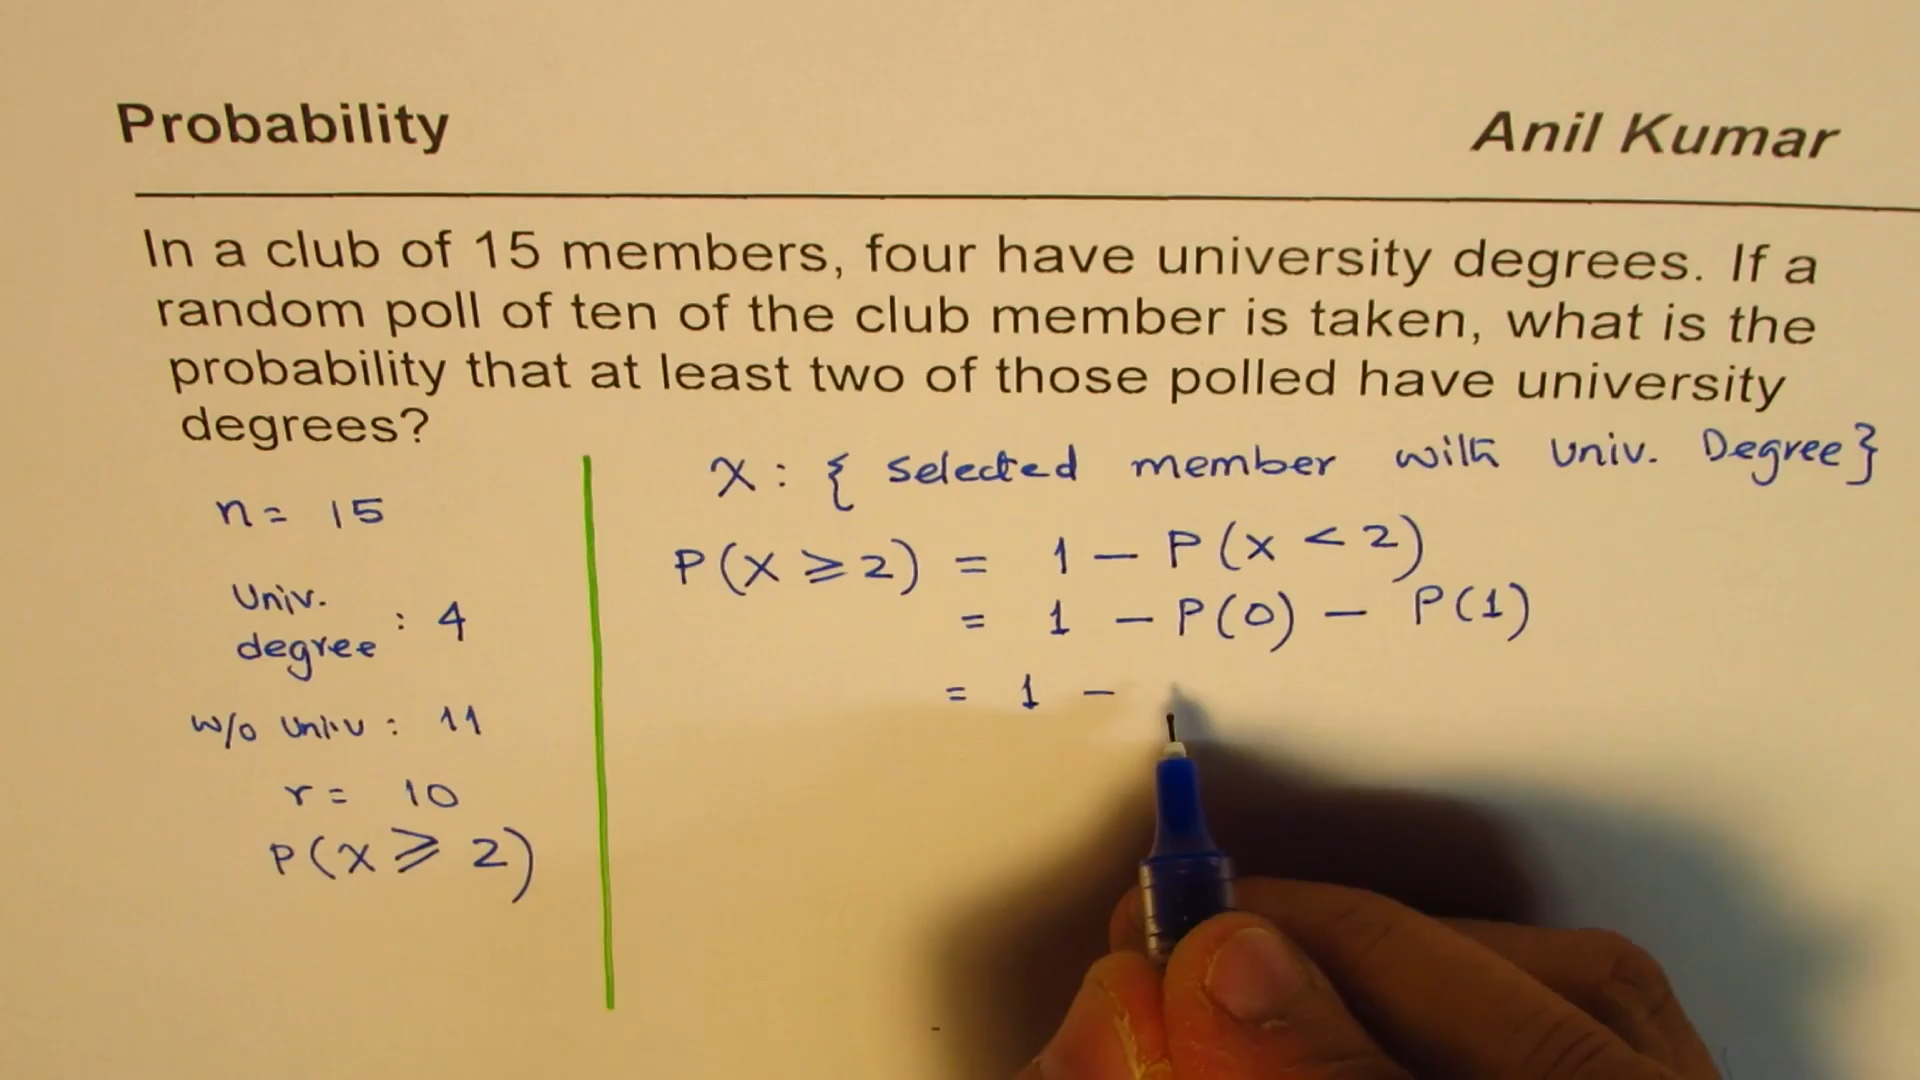 Probability
Anil Kumar
In a club of 15 members, four have university degrees. If a
random poll of ten of the club member is taken, what is the
probability that at least two of those polled have university
degrees?
n = 15
Univ.
degree : 4
w/o univ : 11
r = 10
P(X ≥ 2)
X : { selected member with Univ. Degree}
P(X ≥ 2) = 1 - P(X < 2)
= 1 - P(0) - P(1)
= 1 -